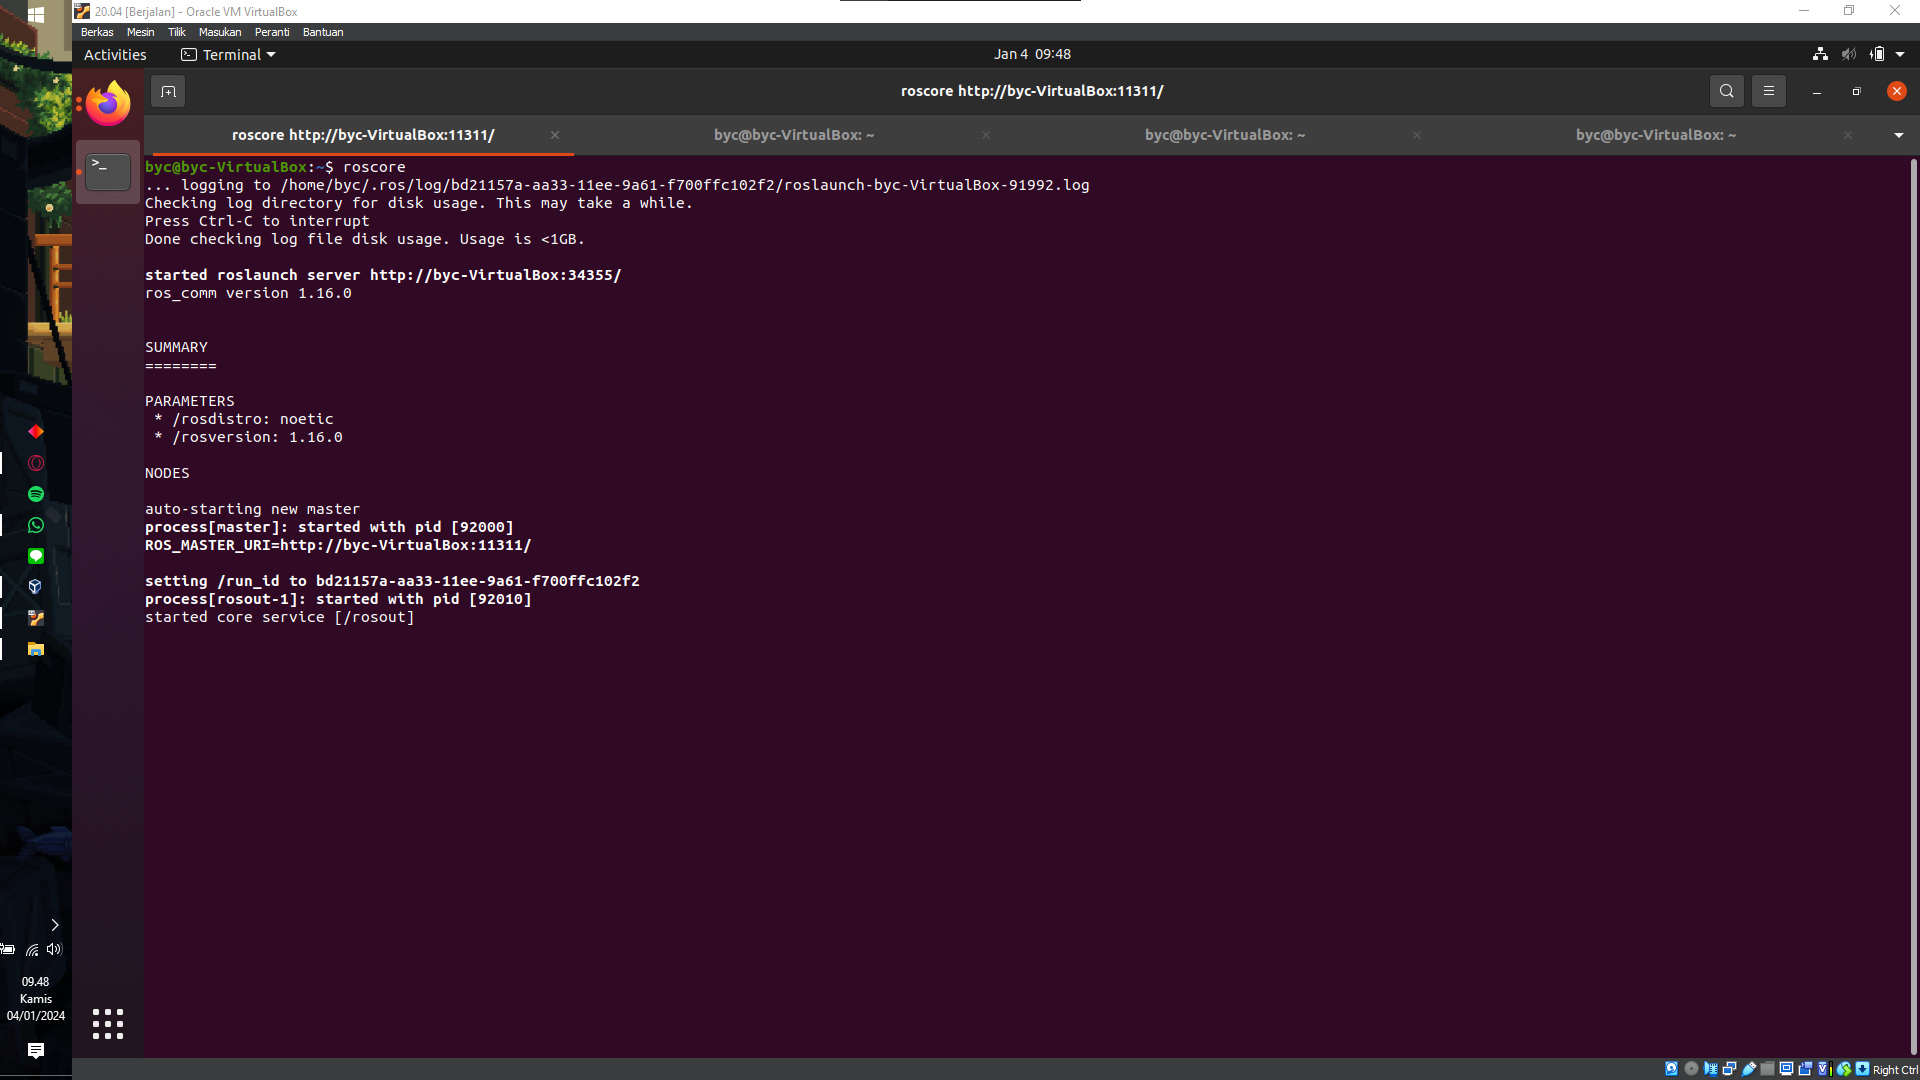 20.04 [Berjalan] - Oracle VM VirtualBox
Berkas Mesin Tilik Masukan Peranti Bantuan
Activities Terminal Jan 4 09:48
roscore http://byc-VirtualBox:11311/
roscore http://byc-VirtualBox:11311/ byc@byc-VirtualBox: ~ byc@byc-VirtualBox: ~ byc@byc-VirtualBox: ~
byc@byc-VirtualBox:~$ roscore
... logging to /home/byc/.ros/log/bd21157a-aa33-11ee-9a61-f700ffc102f2/roslaunch-byc-VirtualBox-91992.log
Checking log directory for disk usage. This may take a while.
Press Ctrl-C to interrupt
Done checking log file disk usage. Usage is <1GB.
started roslaunch server http://byc-VirtualBox:34355/
ros_comm version 1.16.0
SUMMARY
========
PARAMETERS
* /rosdistro: noetic
* /rosversion: 1.16.0
NODES
auto-starting new master
process[master]: started with pid [92000]
ROS_MASTER_URI=http://byc-VirtualBox:11311/
setting /run_id to bd21157a-aa33-11ee-9a61-f700ffc102f2
process[rosout-1]: started with pid [92010]
started core service [/rosout]
09.48
Kamis
04/01/2024
Right Ctrl